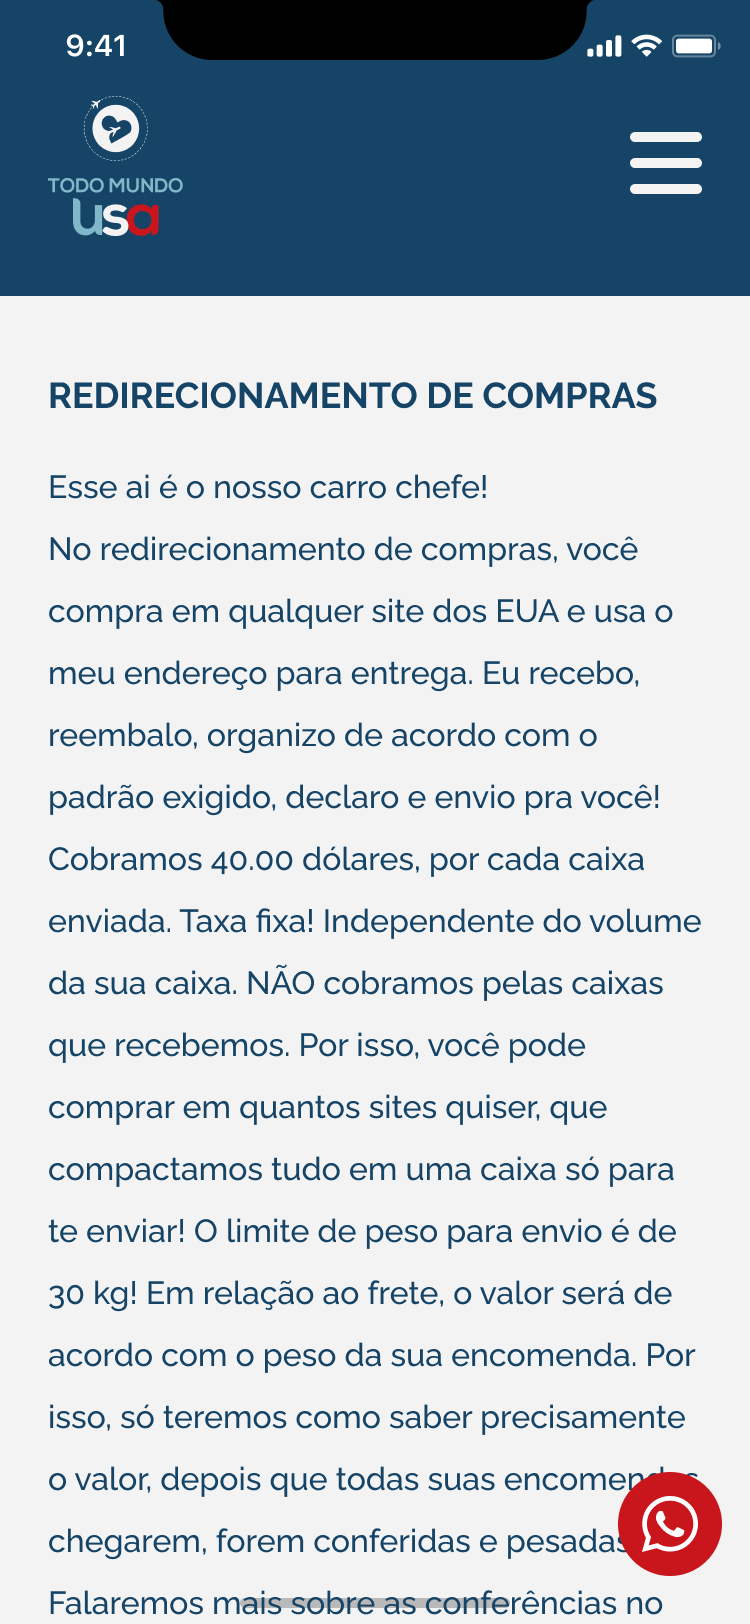 9:41
TODO MUNDO
usa
REDIRECIONAMENTO DE COMPRAS
Esse ai é o nosso carro chefe!
No redirecionamento de compras, você
compra em qualquer site dos EUA e usa o
meu endereço para entrega. Eu recebo,
reembalo, organizo de acordo com o
padrão exigido, declaro e envio pra você!
Cobramos 40.00 dólares, por cada caixa
enviada. Taxa fixa! Independente do volume
da sua caixa. NÃO cobramos pelas caixas
que recebemos. Por isso, você pode
comprar em quantos sites quiser, que
compactamos tudo em uma caixa só para
te enviar! O limite de peso para envio é de
30 kg! Em relação ao frete, o valor será de
acordo com o peso da sua encomenda. Por
isso, só teremos como saber precisamente
o valor, depois que todas suas encomendas
chegarem, forem conferidas e pesadas
Falaremos mais sobre as conferências no